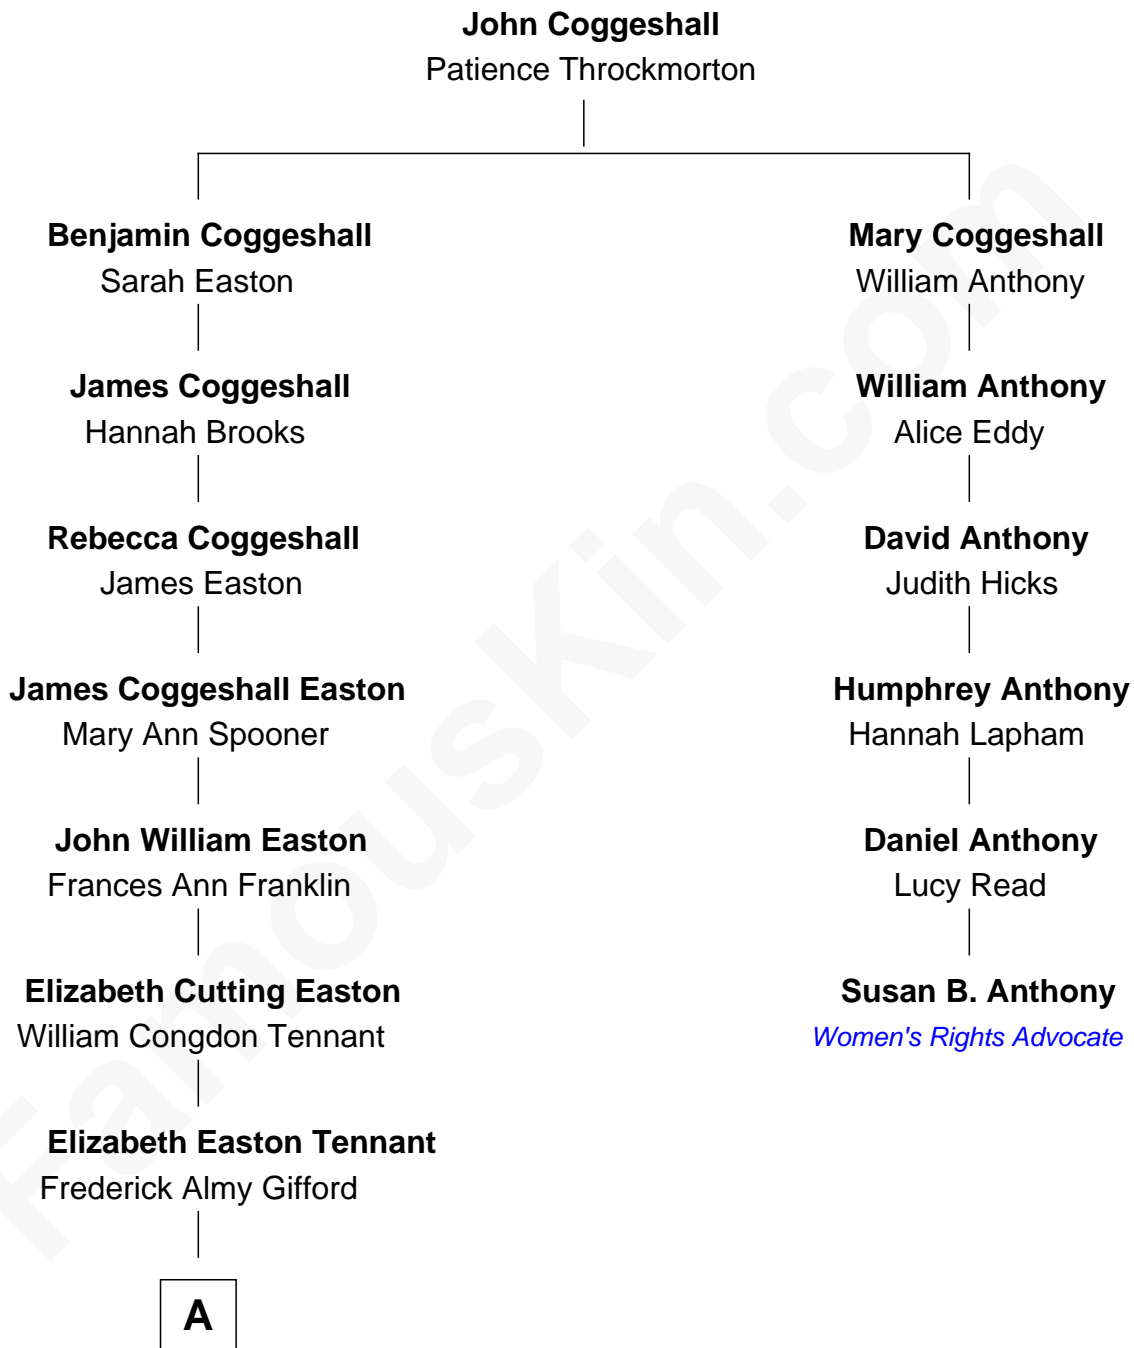 John Coggeshall
Patience Throckmorton
Benjamin Coggeshall
Sarah Easton
Mary Coggeshall
William Anthony
James Coggeshall
Hannah Brooks
William Anthony
Alice Eddy
Rebecca Coggeshall
James Easton
David Anthony
Judith Hicks
James Coggeshall Easton
Mary Ann Spooner
Humphrey Anthony
Hannah Lapham
John William Easton
Frances Ann Franklin
Daniel Anthony
Lucy Read
Elizabeth Cutting Easton
William Congdon Tennant
Susan B. Anthony
Women's Rights Advocate
Elizabeth Easton Tennant
Frederick Almy Gifford
A
FamousKin.com